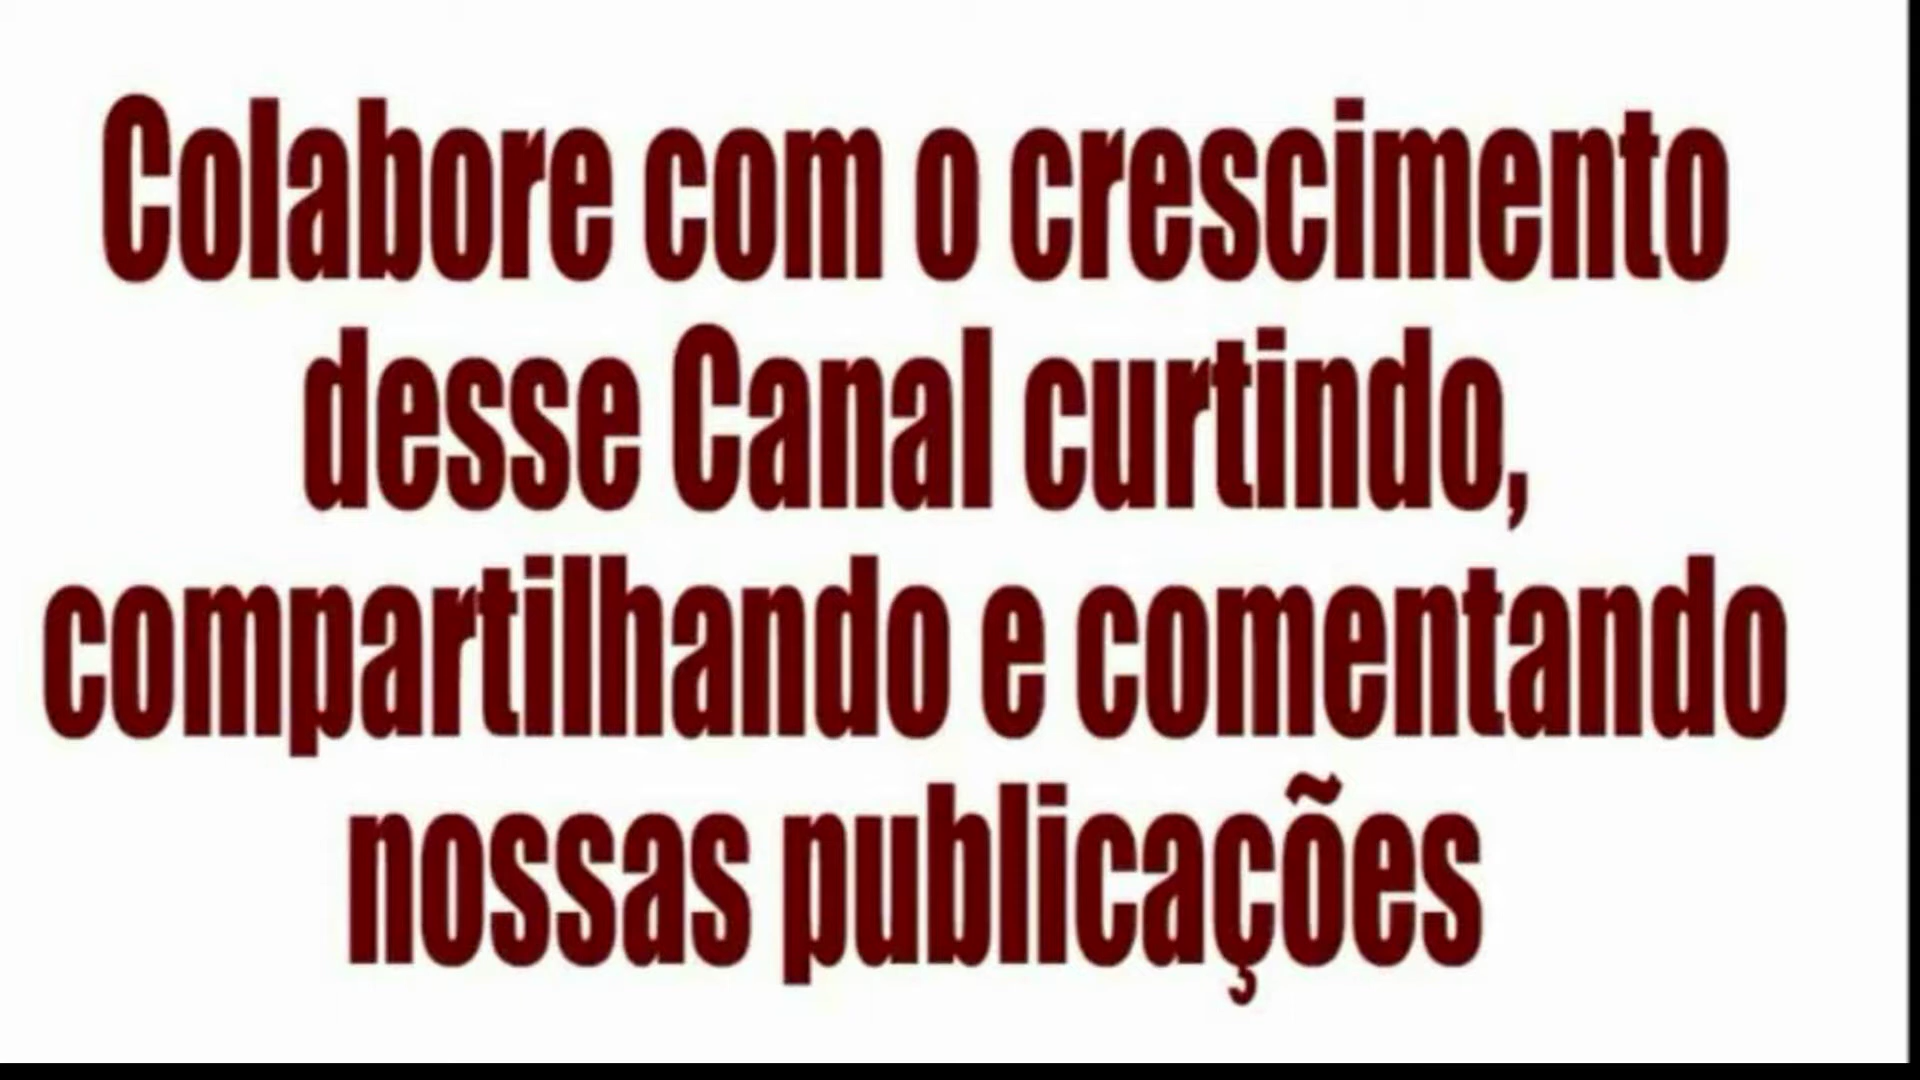 Colabore com o crescimento
desse Canal curtindo,
compartilhando e comentando
nossas publicações